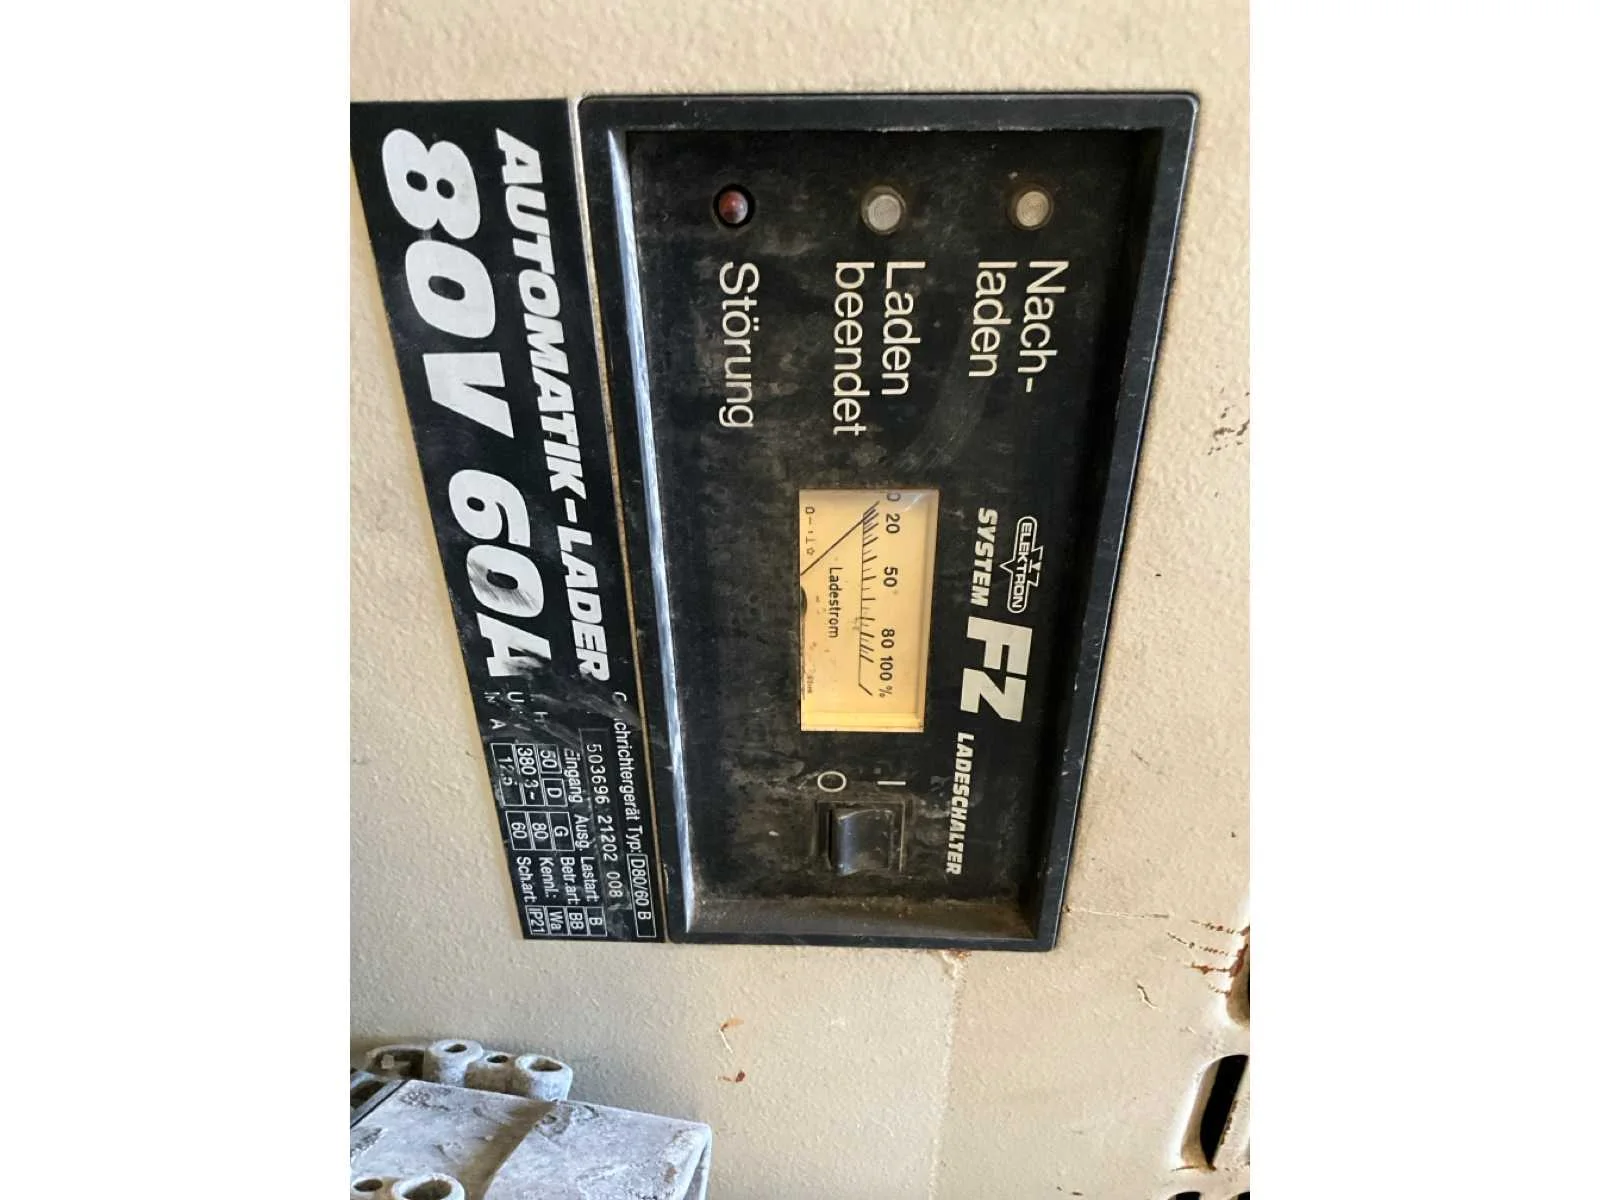 ELEKTRON
SYSTEM FZ LADESCHALTER
Nach-
laden
Laden
beendet
Störung
0 20 50 80 100 %
Ladestrom
I
O
AUTOMATIK-LADER
80V 60A
Typ: D80/60 B
503696 21202 008
Eingang Ausg. Lastart: B
50 D G Betr.art: BB
380 3~ 80 Kennl.: Wa
A 60 Sch.art: IP21